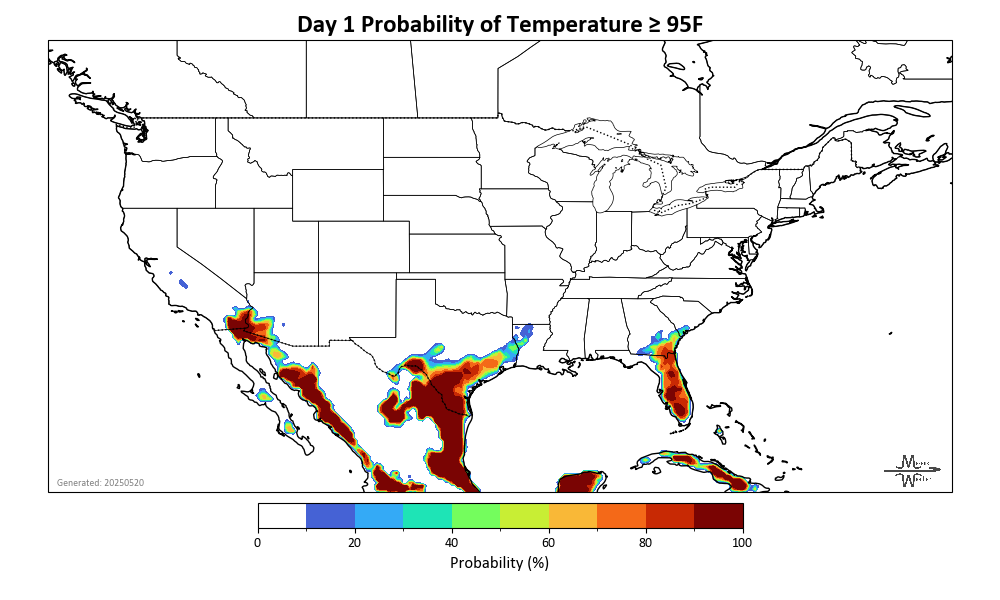 Day 1 Probability of Temperature ≥ 95F
Generated: 20250520
0 20 40 60 80 100
Probability (%)